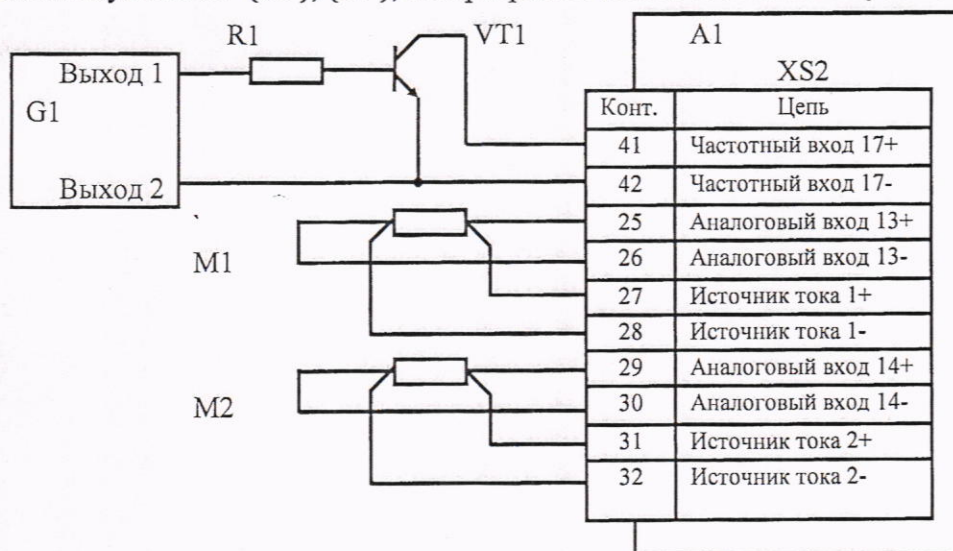 R1
VT1
A1
Выход 1
XS2
G1
Конт.
Цепь
41
Частотный вход 17+
Выход 2
42
Частотный вход 17-
25
Аналоговый вход 13+
M1
26
Аналоговый вход 13-
27
Источник тока 1+
28
Источник тока 1-
29
Аналоговый вход 14+
M2
30
Аналоговый вход 14-
31
Источник тока 2+
32
Источник тока 2-